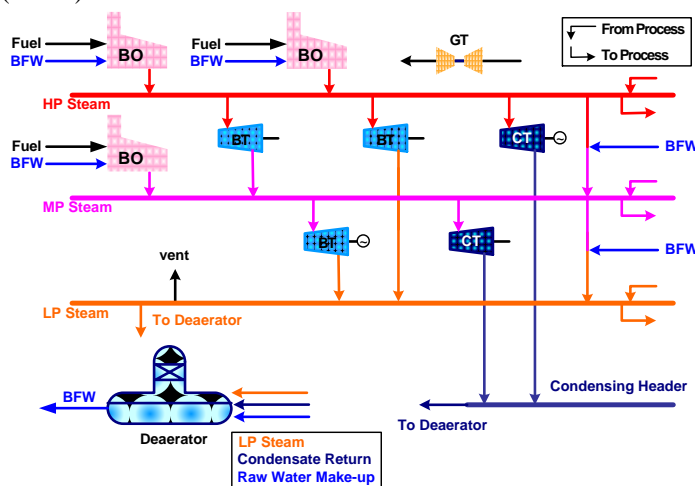 Fuel
BFW
BO
Fuel
BFW
BO
GT
From Process
To Process
HP Steam
Fuel
BFW
BO
BT
BT
CT
~
BFW
MP Steam
BT
~
CT
BFW
vent
LP Steam
To Deaerator
BFW
Deaerator
LP Steam
Condensate Return
Raw Water Make-up
Condensing Header
To Deaerator